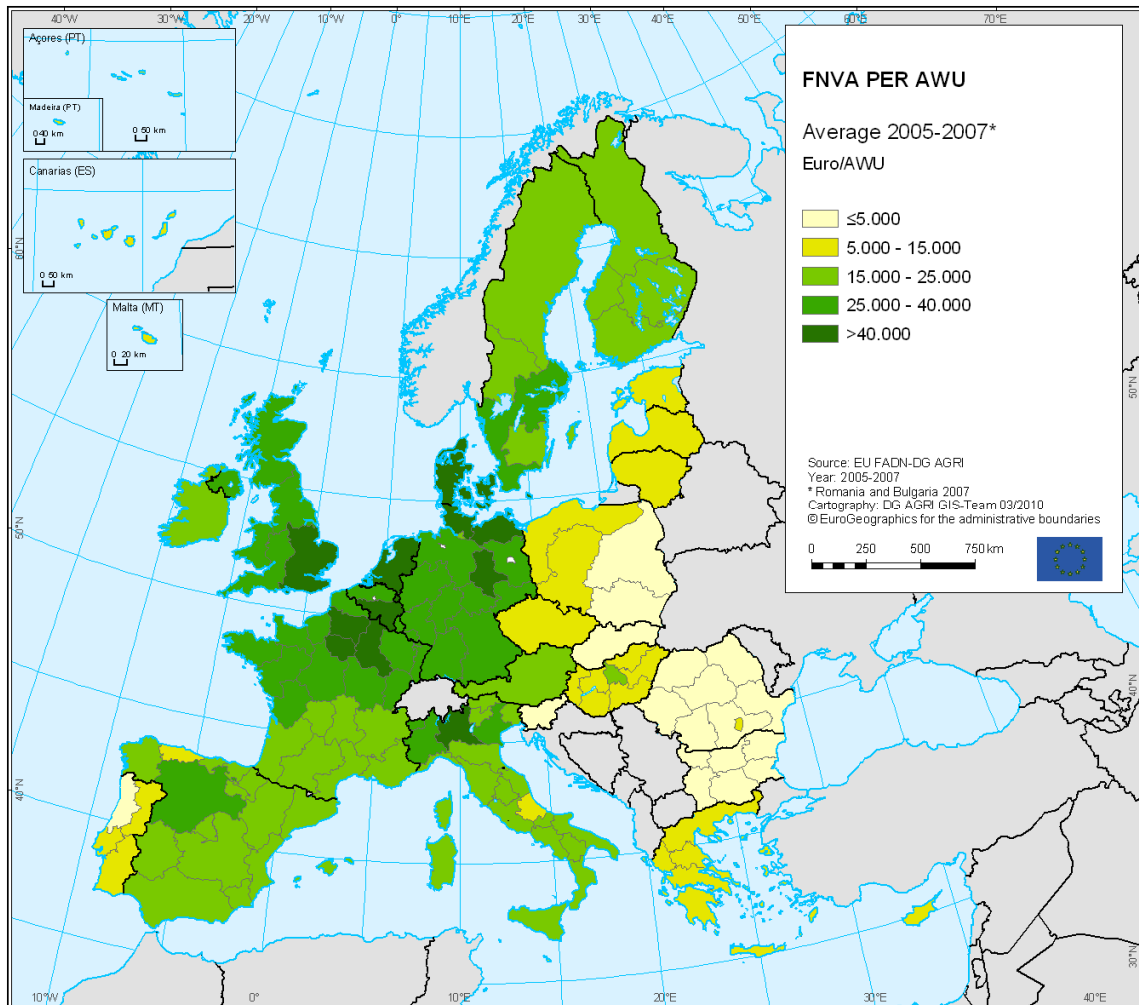 40°W
30°W
20°W
10°W
0°
10°E
20°E
30°E
40°E
50°E
60°E
70°E
Açores (PT)
Madeira (PT)
0 40 km
0 50 km
Canarias (ES)
0 50 km
Malta (MT)
0 20 km
60°N
50°N
40°N
50°N
40°N
30°N
FNVA PER AWU
Average 2005-2007*
Euro/AWU
≤5.000
5.000 - 15.000
15.000 - 25.000
25.000 - 40.000
>40.000
Source: EU FADN-DG AGRI
Year: 2005-2007
* Romania and Bulgaria 2007
Cartography: DG AGRI GIS-Team 03/2010
© EuroGeographics for the administrative boundaries
0 250 500 750 km
10°W
0°
10°E
20°E
30°E
40°E